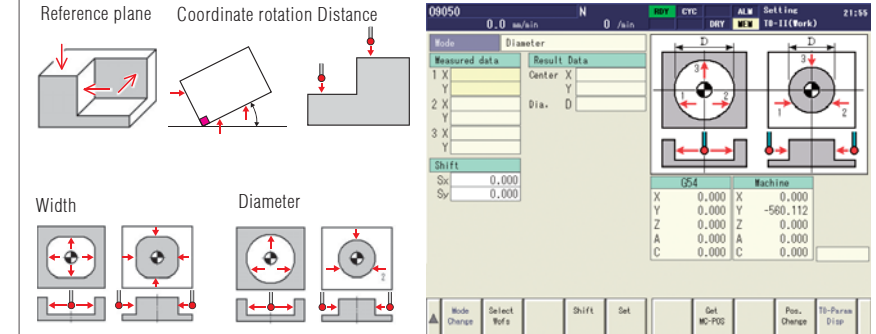 Reference plane
Coordinate rotation
Distance
Width
Diameter
2
09050 N RDY CYC ALM Setting 21:55
0.0 mm/min 0 /min DRY MEM T0-II(Work)
Mode Diameter
Measured data Result Data
1 X Center X
Y Y
2 X Dia. D
Y
3 X
Y
Shift
Sx 0.000
Sy 0.000
D D
3 3
1 2 1 2
G54 Machine
X 0.000 X 0.000
Y 0.000 Y -560.112
Z 0.000 Z 0.000
A 0.000 A 0.000
C 0.000 C 0.000
Mode Select Shift Set Get Pos. T0-Param
Change Wofs MC-POS Change Disp